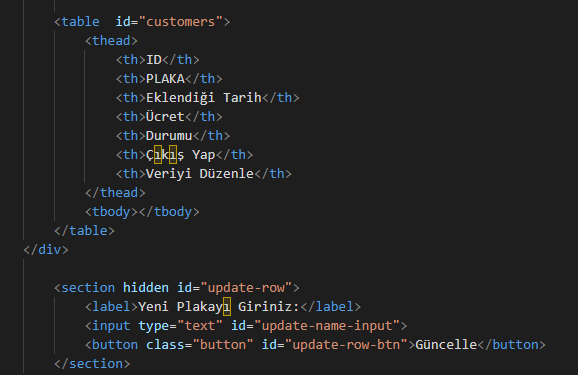 <table  id="customers">
<thead>
<th>ID</th>
<th>PLAKA</th>
<th>Eklendiği Tarih</th>
<th>Ücret</th>
<th>Durumu</th>
<th>Çıkış Yap</th>
<th>Veriyi Düzenle</th>
</thead>
<tbody></tbody>
</table>
</div>
<section hidden id="update-row">
<label>Yeni Plakayı Giriniz:</label>
<input type="text" id="update-name-input">
<button class="button" id="update-row-btn">Güncelle</button>
</section>